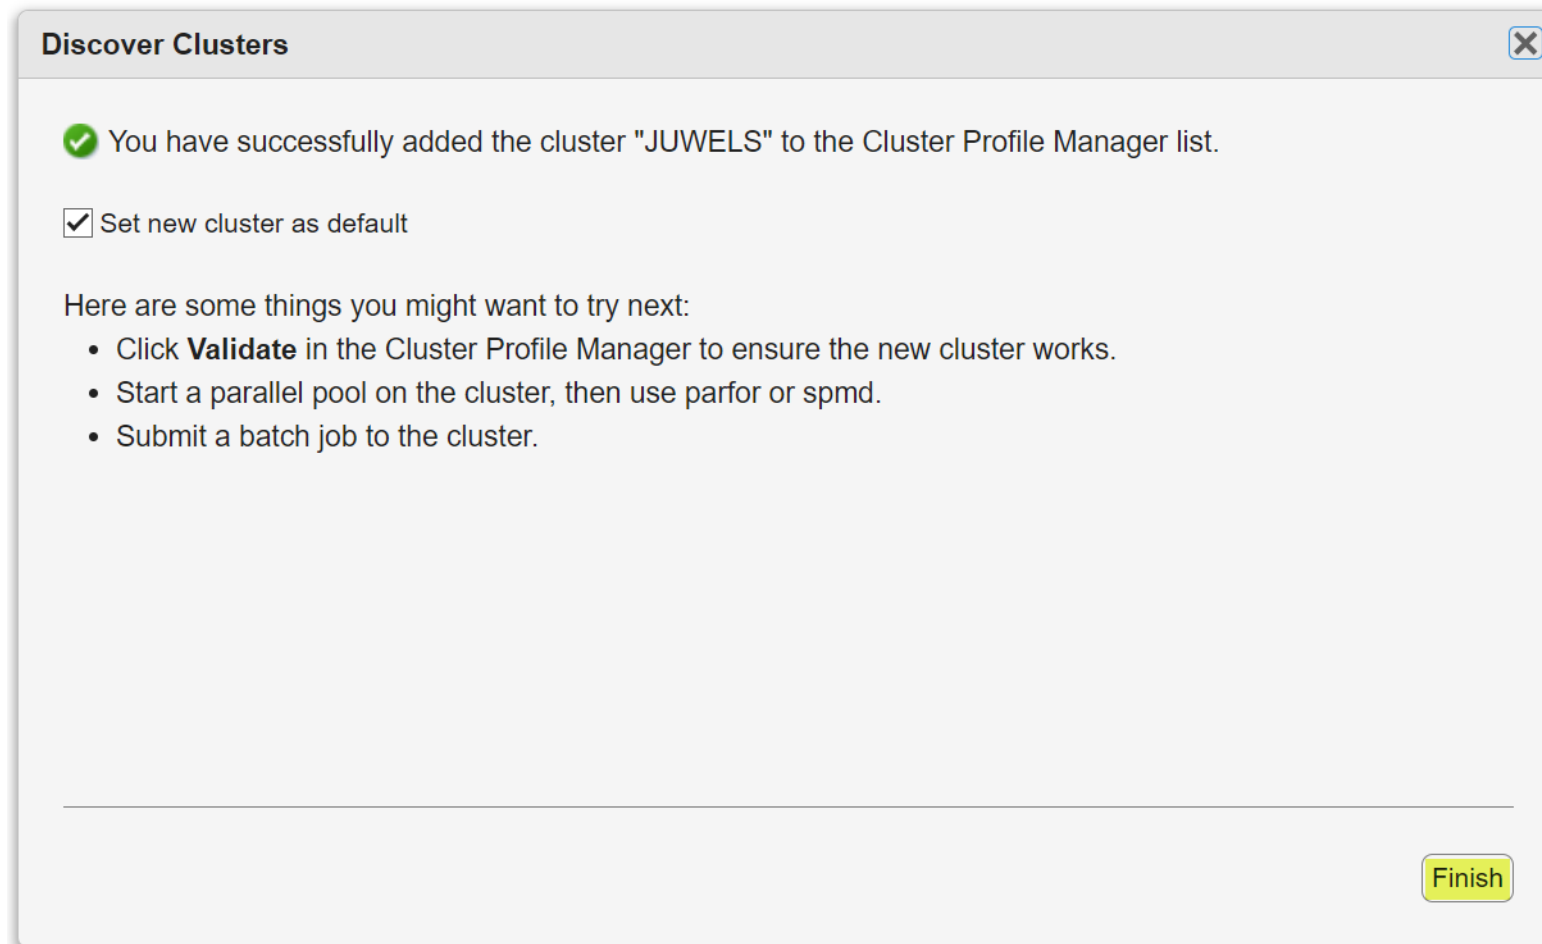 Discover Clusters
You have successfully added the cluster "JUWELS" to the Cluster Profile Manager list.
Set new cluster as default
Here are some things you might want to try next:
• Click Validate in the Cluster Profile Manager to ensure the new cluster works.
• Start a parallel pool on the cluster, then use parfor or spmd.
• Submit a batch job to the cluster.
Finish